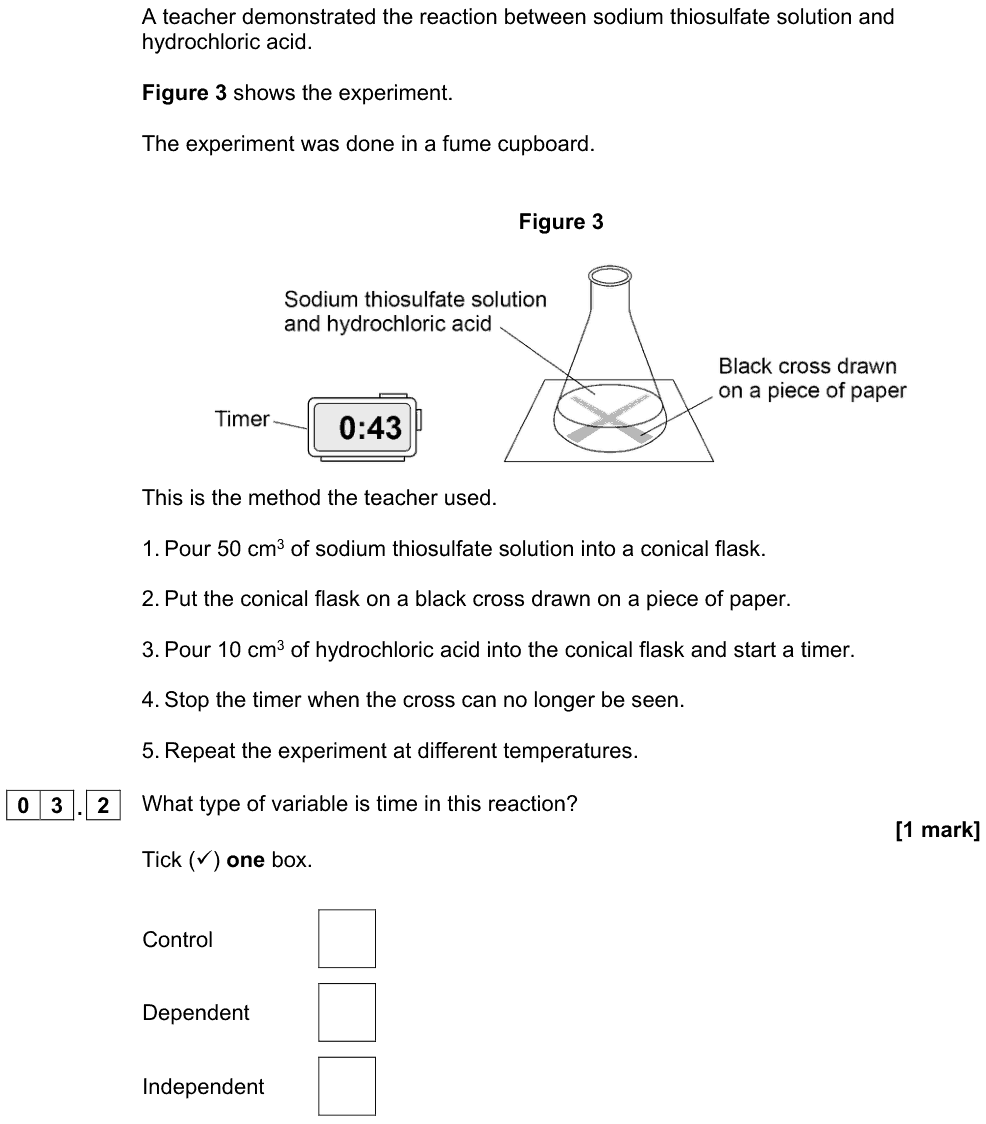 A teacher demonstrated the reaction between sodium thiosulfate solution and
hydrochloric acid.
Figure 3 shows the experiment.
The experiment was done in a fume cupboard.
Figure 3
Sodium thiosulfate solution
and hydrochloric acid
Black cross drawn
on a piece of paper
Timer
0:43
This is the method the teacher used.
1. Pour 50 cm³ of sodium thiosulfate solution into a conical flask.
2. Put the conical flask on a black cross drawn on a piece of paper.
3. Pour 10 cm³ of hydrochloric acid into the conical flask and start a timer.
4. Stop the timer when the cross can no longer be seen.
5. Repeat the experiment at different temperatures.
0 3 . 2 What type of variable is time in this reaction?
[1 mark]
Tick (✓) one box.
Control
Dependent
Independent